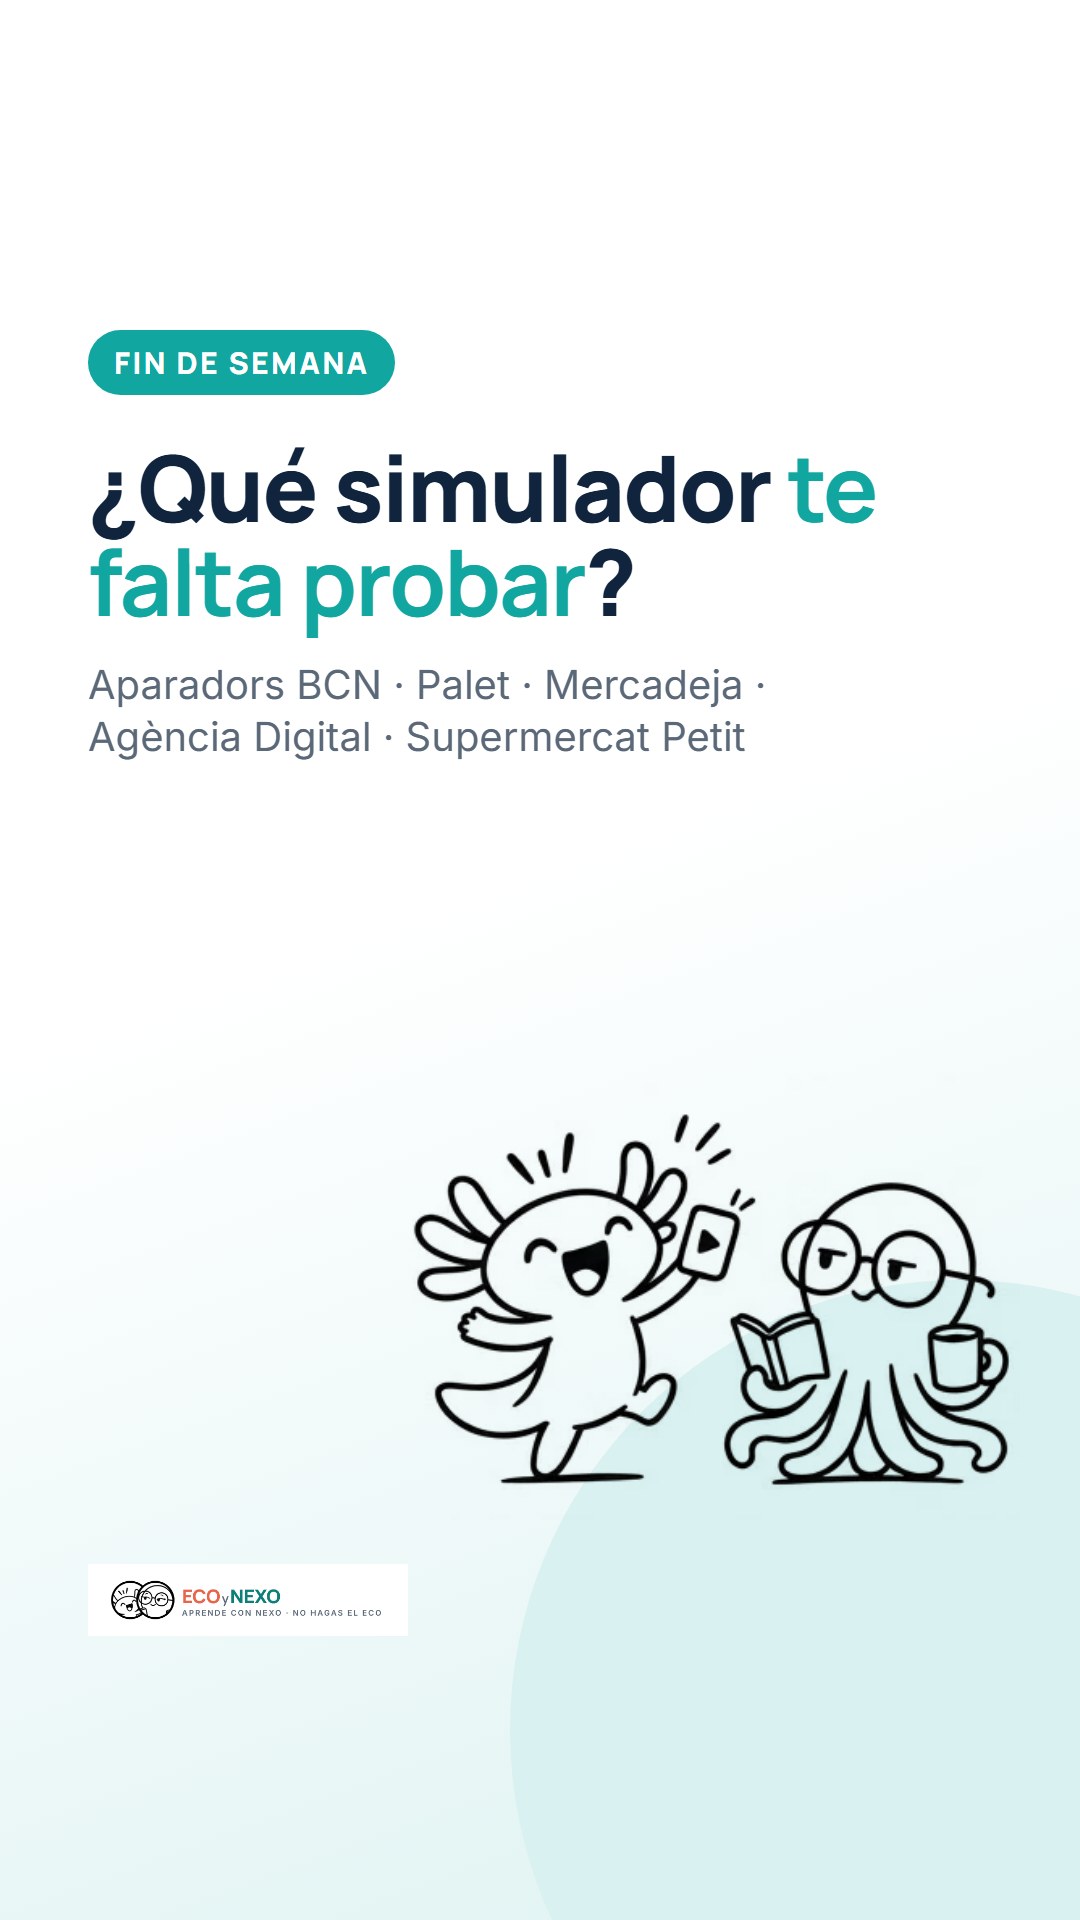 FIN DE SEMANA
¿Qué simulador te
falta probar?
Aparadors BCN · Palet · Mercadeja ·
Agència Digital · Supermercat Petit
ECOyNEXO
APRENDE CON NEXO · NO HAGAS EL ECO